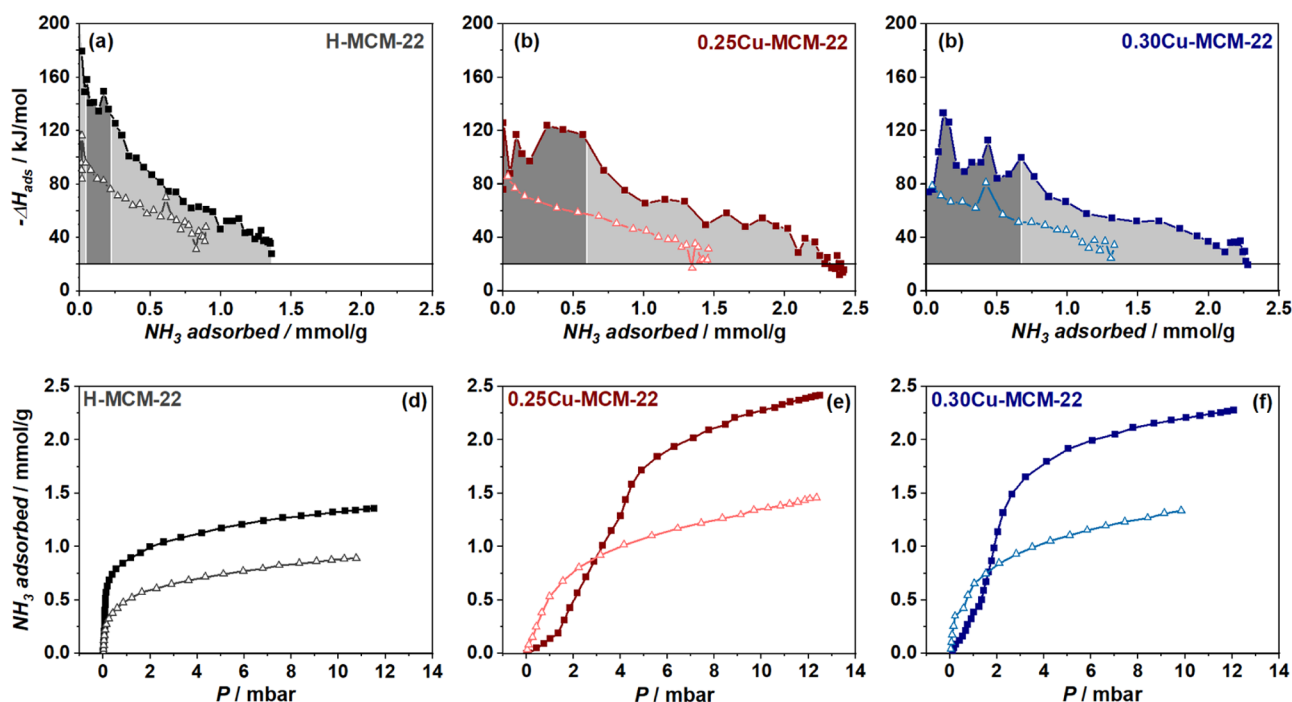 (a)
H-MCM-22
200
160
120
80
40
0
-ΔH_ads / kJ/mol
0.0 0.5 1.0 1.5 2.0 2.5
NH3 adsorbed / mmol/g
(b)
0.25Cu-MCM-22
200
160
120
80
40
0
0.0 0.5 1.0 1.5 2.0 2.5
NH3 adsorbed / mmol/g
(b)
0.30Cu-MCM-22
200
160
120
80
40
0
0.0 0.5 1.0 1.5 2.0 2.5
NH3 adsorbed / mmol/g
H-MCM-22
(d)
2.5
2.0
1.5
1.0
0.5
0.0
NH3 adsorbed / mmol/g
0 2 4 6 8 10 12 14
P / mbar
0.25Cu-MCM-22
(e)
2.5
2.0
1.5
1.0
0.5
0.0
0 2 4 6 8 10 12 14
P / mbar
0.30Cu-MCM-22
(f)
2.5
2.0
1.5
1.0
0.5
0.0
0 2 4 6 8 10 12 14
P / mbar